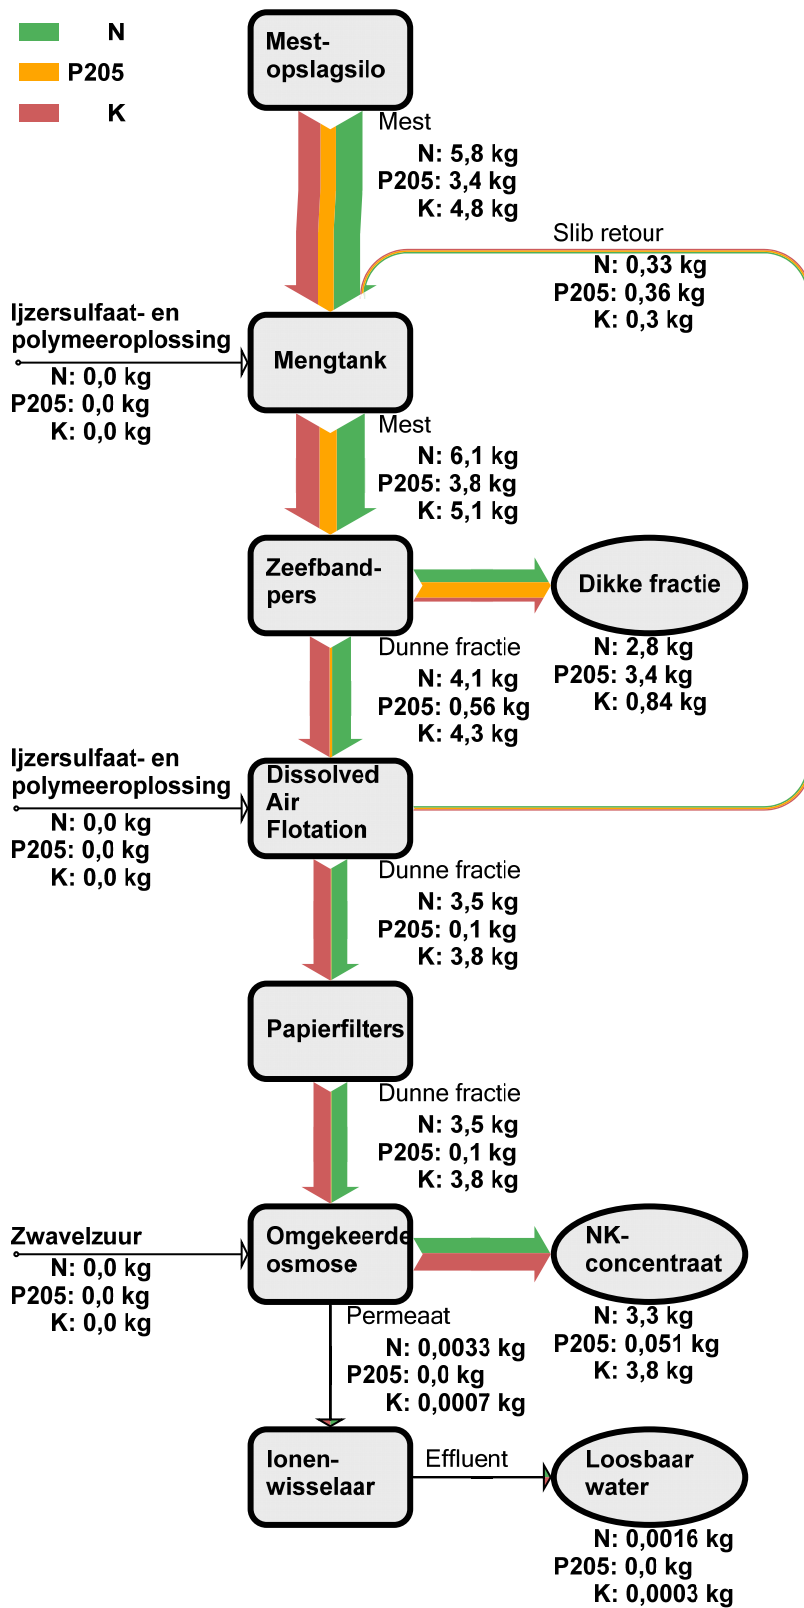 N
P205
K
Mest-
opslagsilo
Mest
N: 5,8 kg
P205: 3,4 kg
K: 4,8 kg
Slib retour
N: 0,33 kg
P205: 0,36 kg
K: 0,3 kg
Ijzersulfaat- en
polymeeroplossing
N: 0,0 kg
P205: 0,0 kg
K: 0,0 kg
Mengtank
Mest
N: 6,1 kg
P205: 3,8 kg
K: 5,1 kg
Zeefband-
pers
Dikke fractie
N: 2,8 kg
P205: 3,4 kg
K: 0,84 kg
Dunne fractie
N: 4,1 kg
P205: 0,56 kg
K: 4,3 kg
Ijzersulfaat- en
polymeeroplossing
N: 0,0 kg
P205: 0,0 kg
K: 0,0 kg
Dissolved
Air
Flotation
Dunne fractie
N: 3,5 kg
P205: 0,1 kg
K: 3,8 kg
Papierfilters
Dunne fractie
N: 3,5 kg
P205: 0,1 kg
K: 3,8 kg
Zwavelzuur
N: 0,0 kg
P205: 0,0 kg
K: 0,0 kg
Omgekeerde
osmose
NK-
concentraat
N: 3,3 kg
P205: 0,051 kg
K: 3,8 kg
Permeaat
N: 0,0033 kg
P205: 0,0 kg
K: 0,0007 kg
Ionen-
wisselaar
Effluent
Loosbaar
water
N: 0,0016 kg
P205: 0,0 kg
K: 0,0003 kg